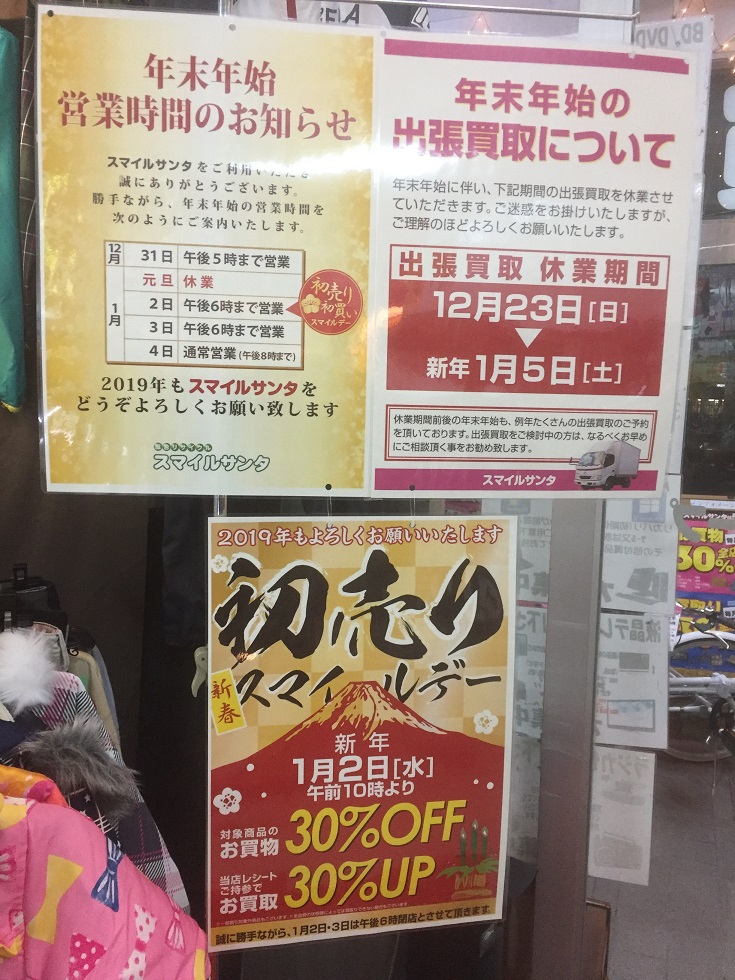 年末年始
営業時間のお知らせ
スマイルサンタをご利用いただき
誠にありがとうございます。
勝手ながら、年末年始の営業時間を
次のようにご案内いたします。
12月 31日 午後5時まで営業
元旦 休業
1月 2日 午後6時まで営業
3日 午後6時まで営業
4日 通常営業(午後8時まで)
初売り
初買い
スマイルデー
2019年もスマイルサンタを
どうぞよろしくお願い致します
総合リサイクル
スマイルサンタ
年末年始の
出張買取について
年末年始に伴い、下記期間の出張買取を休業させ
ていただきます。ご迷惑をお掛けいたしますが、
ご理解のほどよろしくお願いいたします。
出張買取 休業期間
12月23日[日]
▼
新年1月5日[土]
休業期間前後の年末年始も、例年たくさんの出張買取のご予約
を頂いております。出張買取をご検討中の方は、なるべくお早め
にご相談頂く事をお勧め致します。
スマイルサンタ
2019年もよろしくお願いいたします
初売り
新春
スマイルデー
新年
1月2日[水]
午前10時より
対象商品の
お買物 30%OFF
当店レシート
ご持参で
お買取 30%UP
誠に勝手ながら、1月2日・3日は午後6時閉店とさせて頂きます。
BD/DVD
買物
30%
液晶テレ